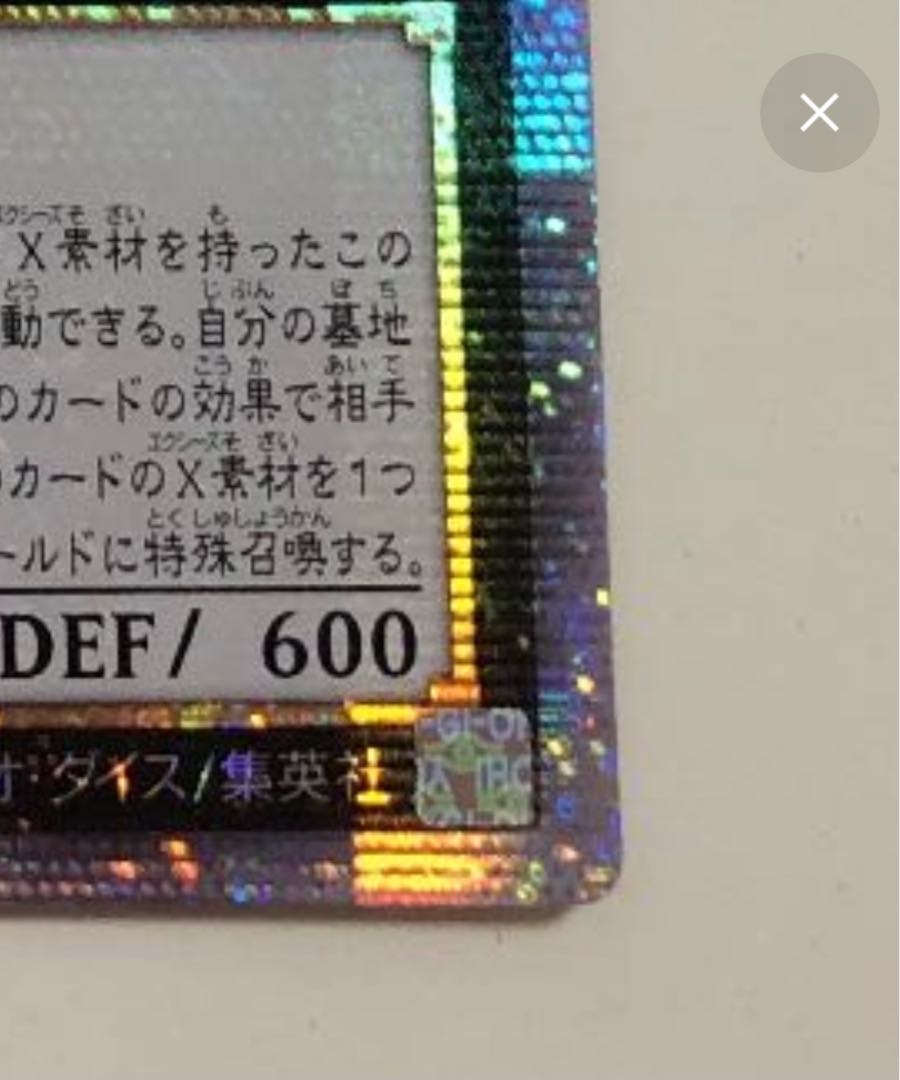 X素材を持ったこの
動できる。自分の墓地
のカードの効果で相手
カードのX素材を1つ
ールドに特殊召喚する。
DEF/ 600
オ・ダイス/集英社